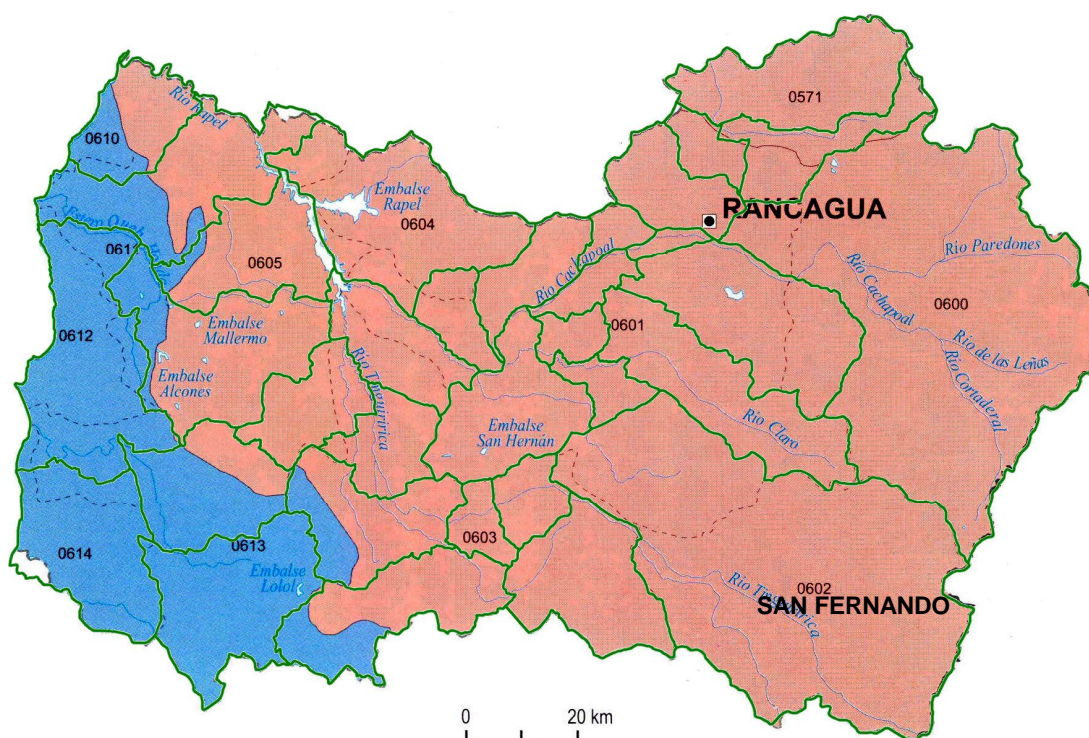 0571
Río Rapel
0610
Embalse
Rapel
0604
RANCAGUA
Río Paredones
Río Cachapoal
0605
Río Cachapoal
0600
0612
Embalse
Mallermo
0601
Río de las Leñas
Embalse
Alcones
Río Cortaderal
Río Tinguiririca
Río Claro
Embalse
San Hernán
0614
0613
0603
Embalse
Lolol
Río Tinguiririca
0602
SAN FERNANDO
0
20 km